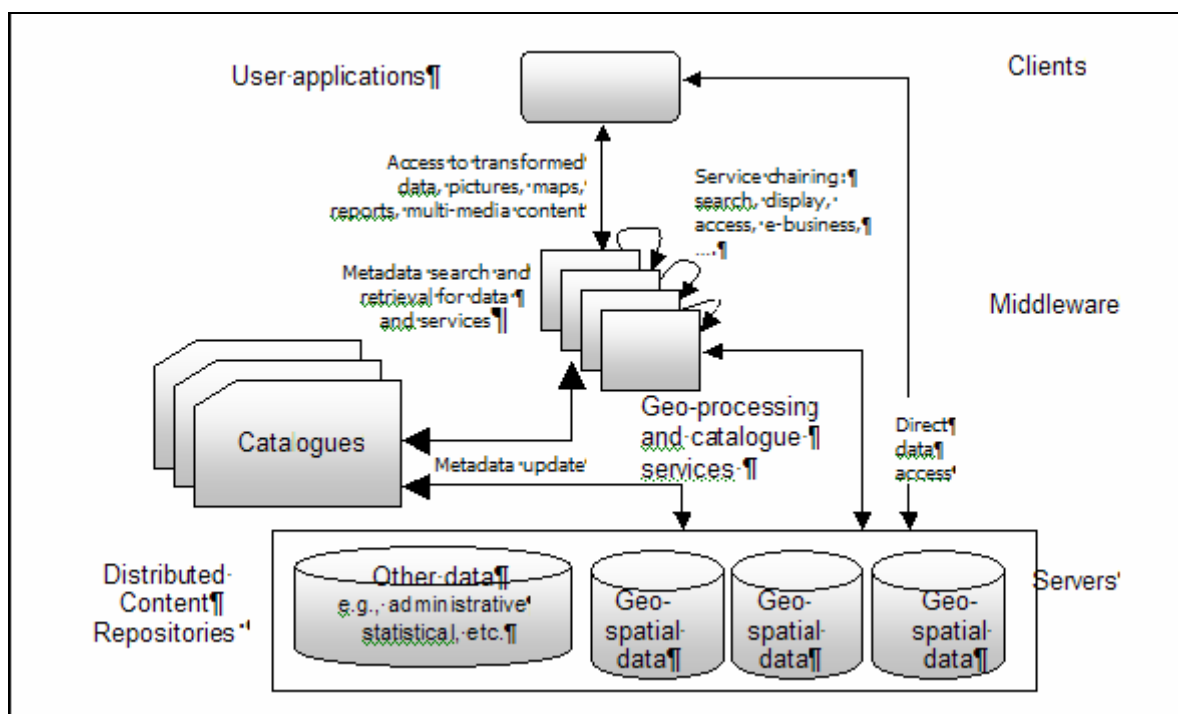 User·applications¶
Clients
Access·to·transformed
data,·pictures,·maps,
reports,·multi-media·content
Service·chairing:¶
search,·display,·
access,·e-business,¶
....¶
Metadata·search·and
retrieval·for·data·¶
and·services¶
Middleware
Catalogues
Geo-processing
and·catalogue·¶
services·¶
Metadata·update
Direct¶
data¶
access
Distributed·
Content¶
Repositories·
Other·data¶
e.g.,·administrative
statistical,·etc.¶
Geo-
spatial·
data¶
Geo-
spatial·
data¶
Geo-
spatial·
data¶
Servers